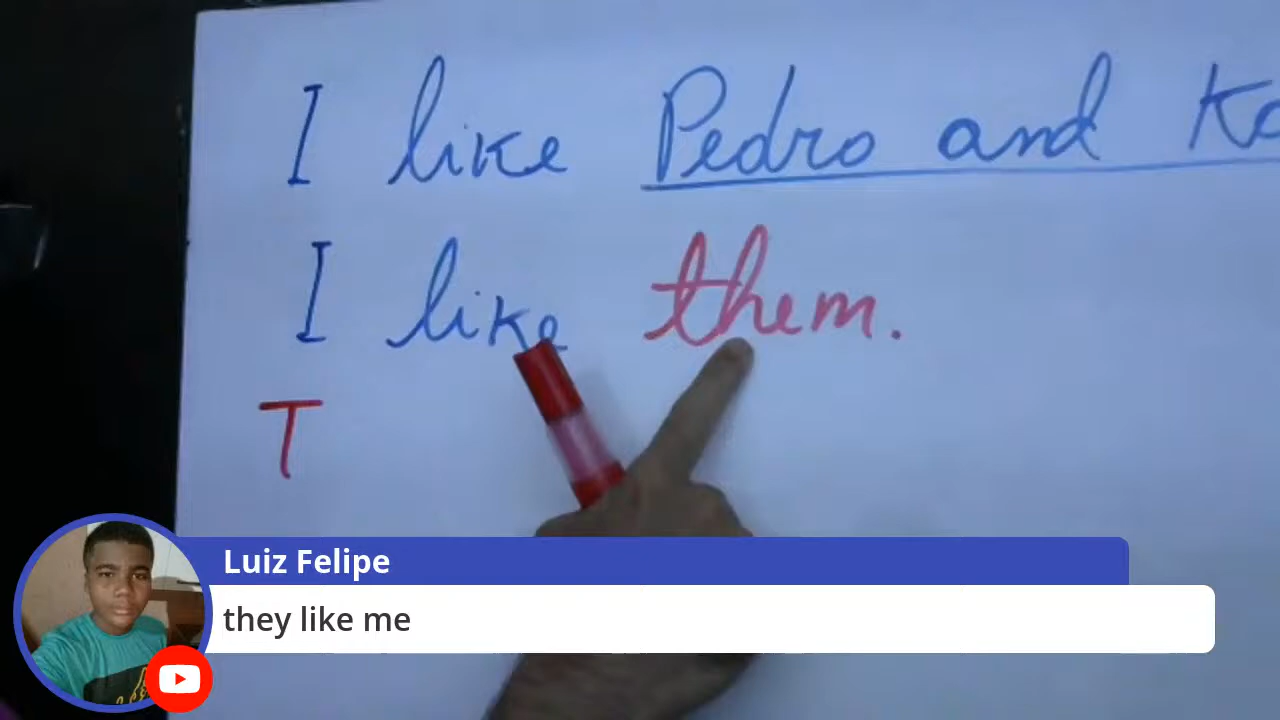 I like Pedro and
I like them.
T
Luiz Felipe
they like me